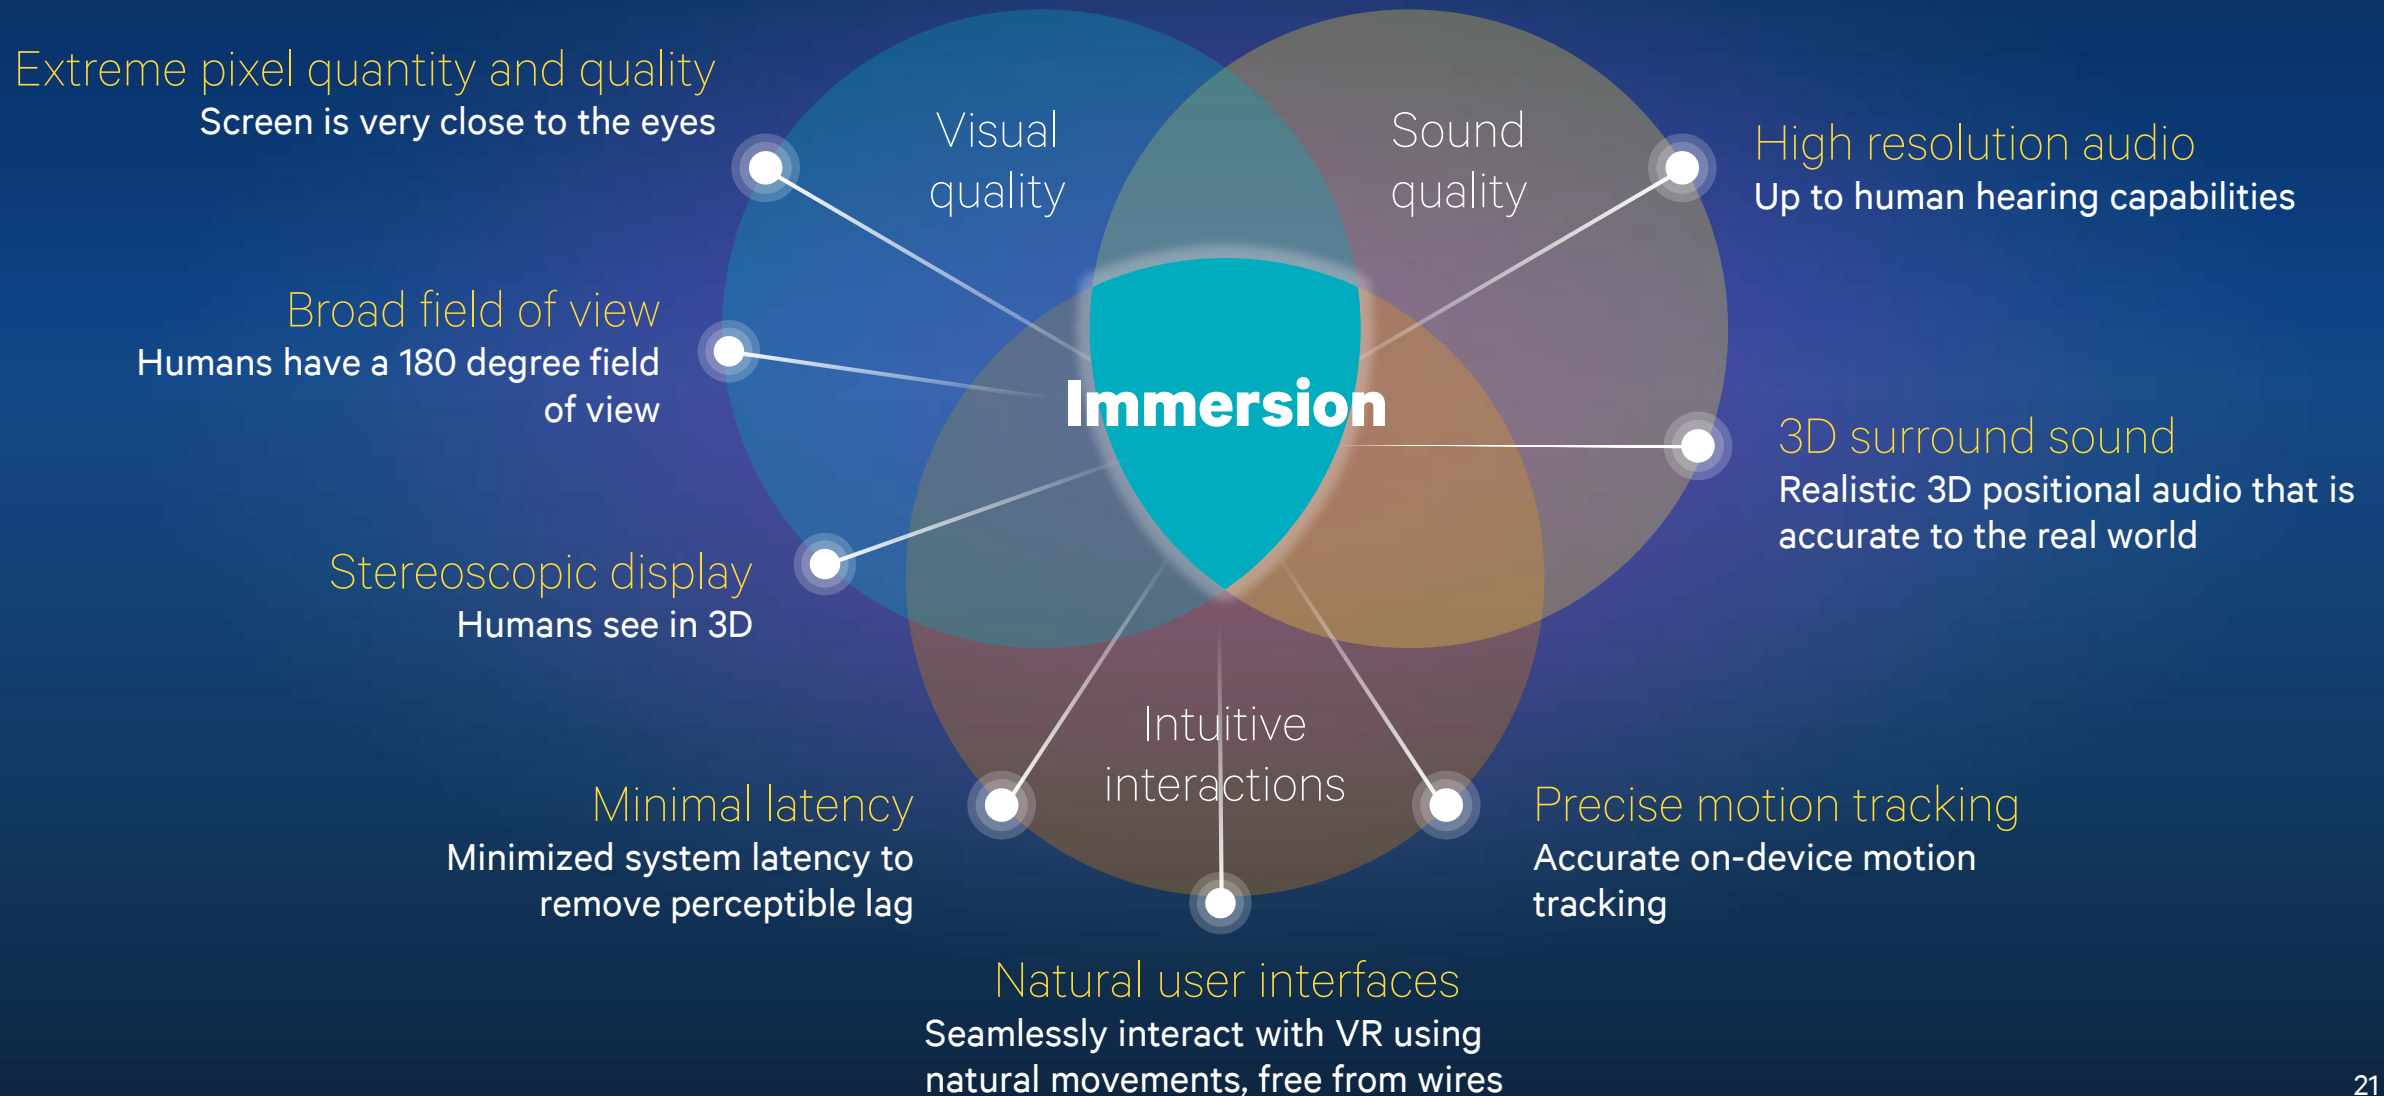 Extreme pixel quantity and quality
Screen is very close to the eyes
Broad field of view
Humans have a 180 degree field
of view
Stereoscopic display
Humans see in 3D
Visual
quality
Sound
quality
Immersion
Intuitive
interactions
High resolution audio
Up to human hearing capabilities
3D surround sound
Realistic 3D positional audio that is
accurate to the real world
Minimal latency
Minimized system latency to
remove perceptible lag
Natural user interfaces
Seamlessly interact with VR using
natural movements, free from wires
Precise motion tracking
Accurate on-device motion
tracking
21